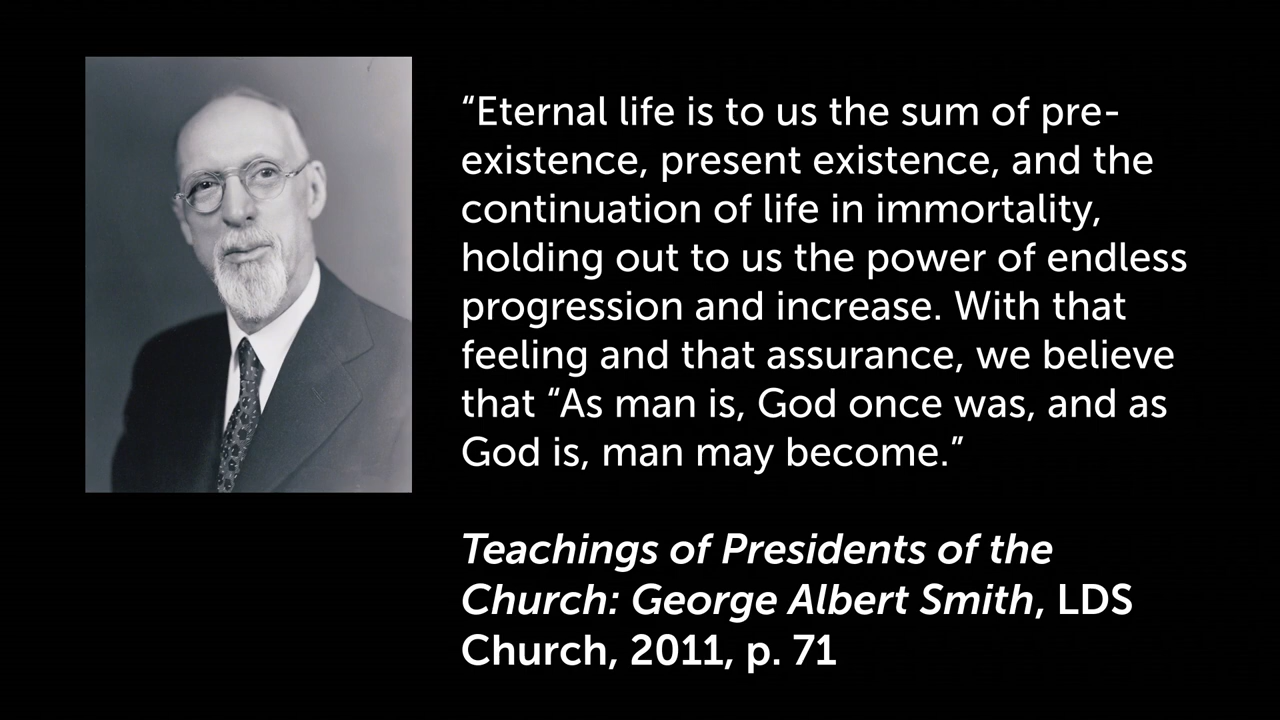 “Eternal life is to us the sum of pre-
existence, present existence, and the
continuation of life in immortality,
holding out to us the power of endless
progression and increase. With that
feeling and that assurance, we believe
that “As man is, God once was, and as
God is, man may become.”
Teachings of Presidents of the
Church: George Albert Smith, LDS
Church, 2011, p. 71